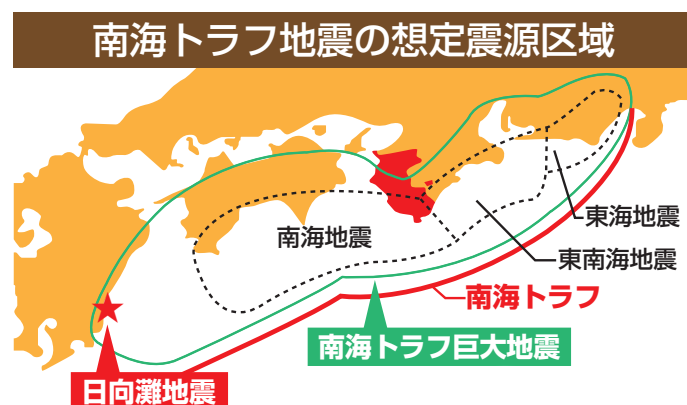 南海トラフ地震の想定震源区域
東海地震
南海地震
東南海地震
南海トラフ
南海トラフ巨大地震
日向灘地震